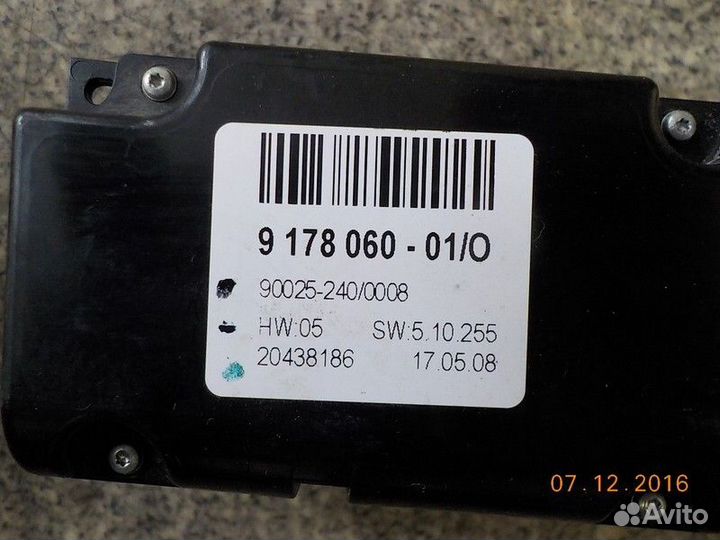 9 178 060 - 01/O
90025-240/0008
HW:05 SW:5.10.255
20438186 17.05.08
07.12.2016
Avito